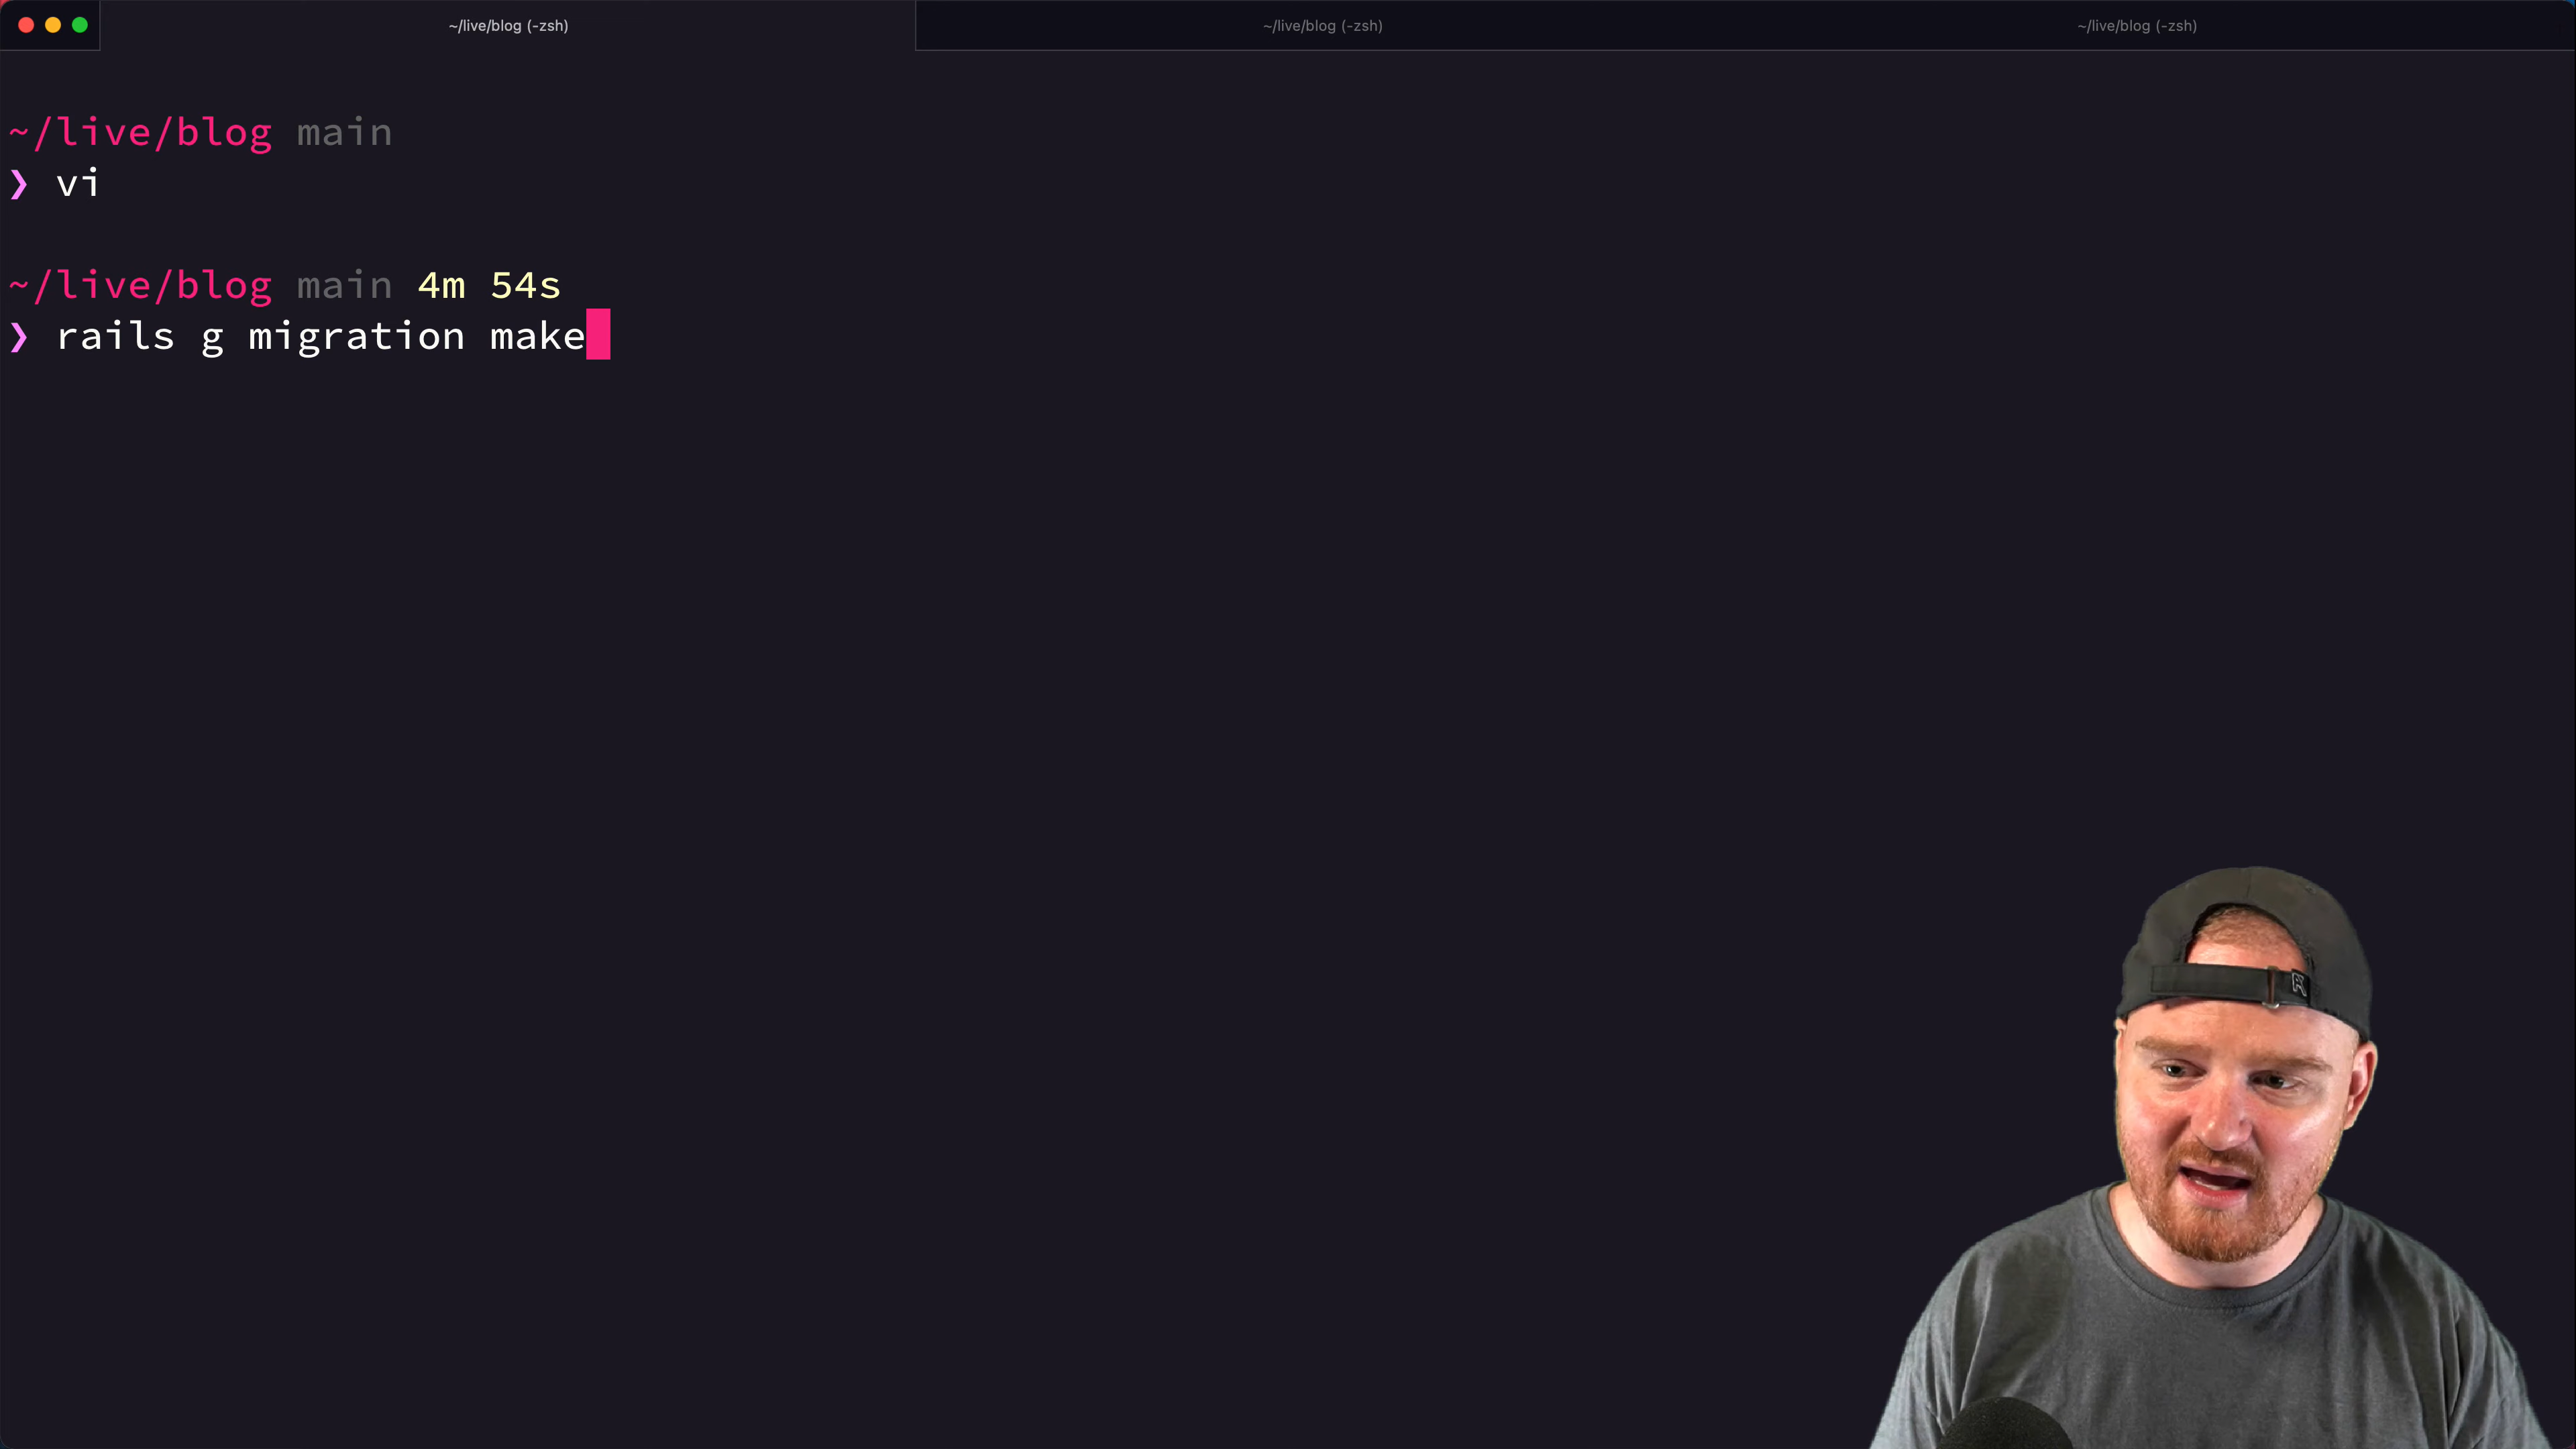 ~/live/blog (-zsh)
~/live/blog (-zsh)
~/live/blog (-zsh)
~/live/blog main
❯ vi
~/live/blog main 4m 54s
❯ rails g migration make